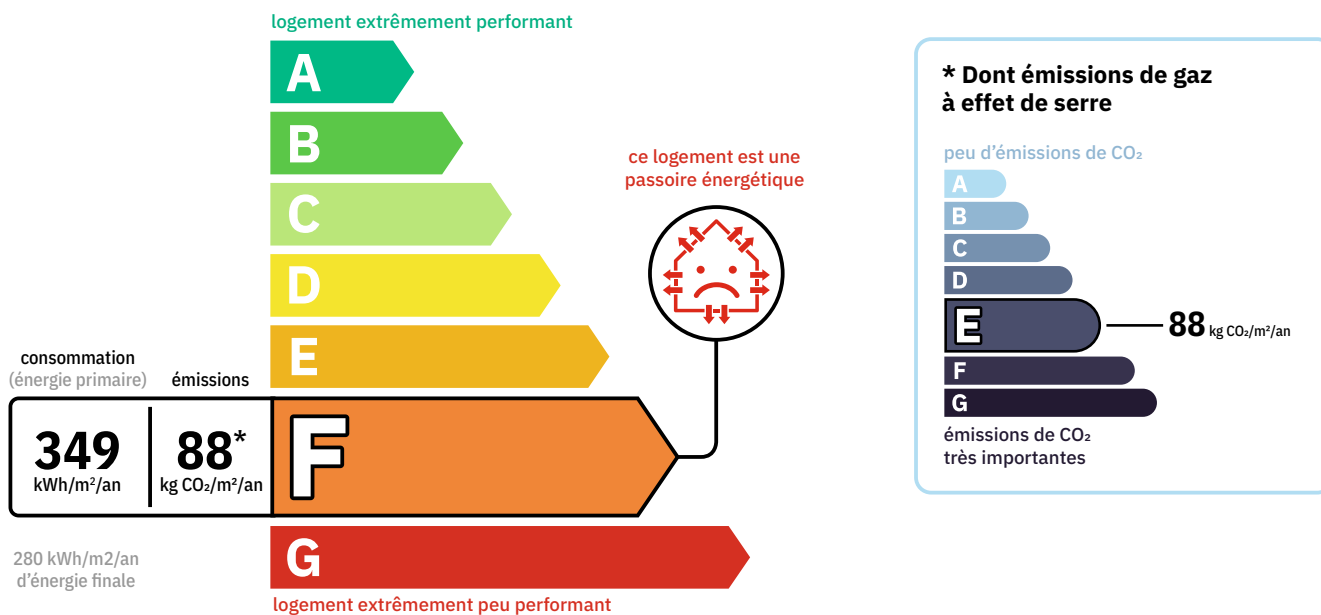 logement extrêmement performant
A
B
C
D
E
consommation
(énergie primaire)
émissions
349
kWh/m²/an
88*
kg CO₂/m²/an
F
G
280 kWh/m2/an
d'énergie finale
logement extrêmement peu performant
ce logement est une
passoire énergétique
* Dont émissions de gaz
à effet de serre
peu d'émissions de CO₂
A
B
C
D
E
88 kg CO₂/m²/an
F
G
émissions de CO₂
très importantes